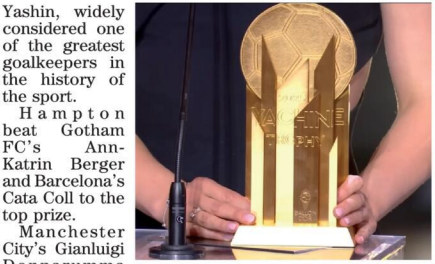 Yashin, widely
considered one
of the greatest
goalkeepers in
the history of
the sport.
Hampton
beat Gotham
FC's Ann-
Katrin Berger
and Barcelona's
Cata Coll to the
top prize.
Manchester
City's Gianluigi
YACHINE
TROPHY